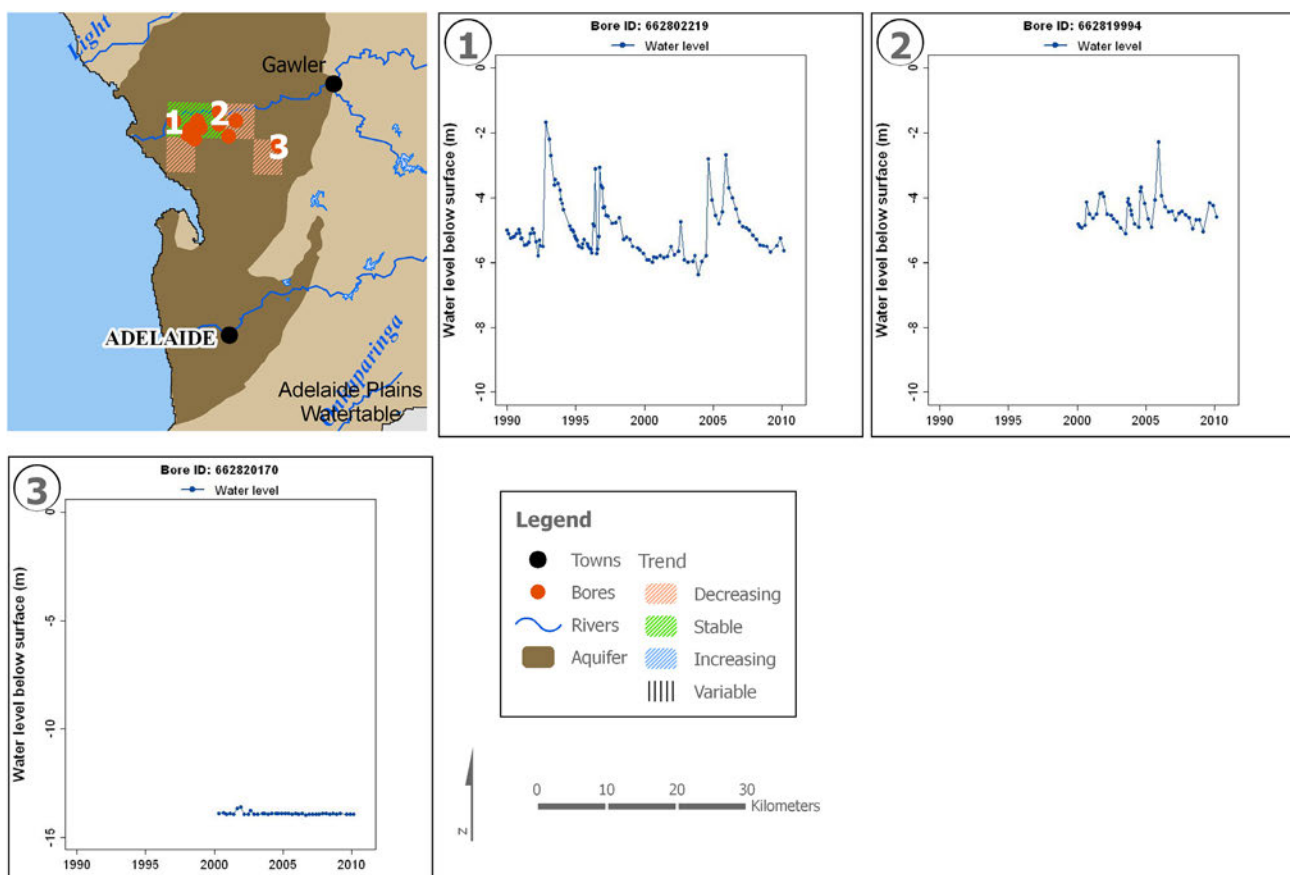 Light
Gawler
1
2
3
ADELAIDE
Onkaparinga
Adelaide Plains
Watertable
1
Bore ID: 662802219
Water level
Water level below surface (m)
0
-2
-4
-6
-8
-10
1990 1995 2000 2005 2010
2
Bore ID: 662819994
Water level
Water level below surface (m)
0
-2
-4
-6
-8
-10
1990 1995 2000 2005 2010
3
Bore ID: 662820170
Water level
Water level below surface (m)
0
-5
-10
-15
1990 1995 2000 2005 2010
Legend
Towns Trend
Bores Decreasing
Rivers Stable
Aquifer Increasing
Variable
N
0 10 20 30
Kilometers